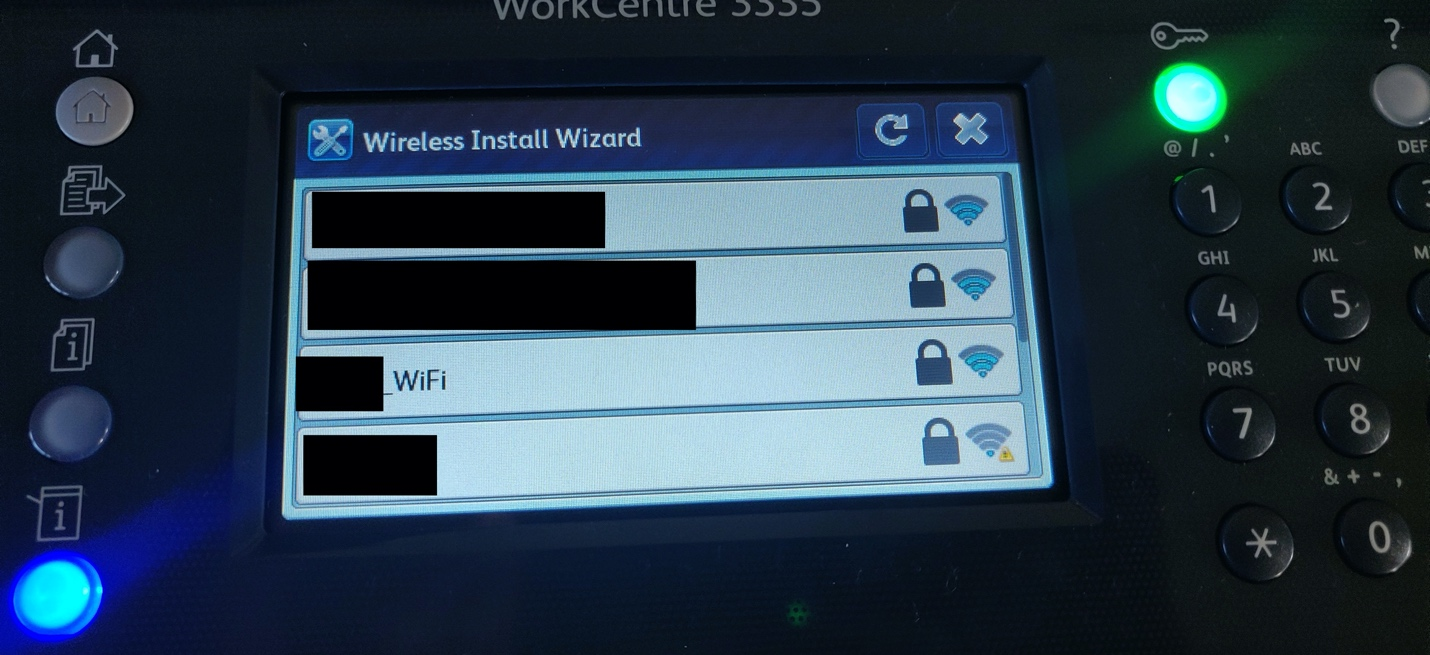 WorkCentre 3335
Wireless Install Wizard
_WiFi
?
@ / . '
ABC
DEF
1
2
3
GHI
JKL
M
4
5
PQRS
TUV
7
8
& + - ,
*
0
i
i